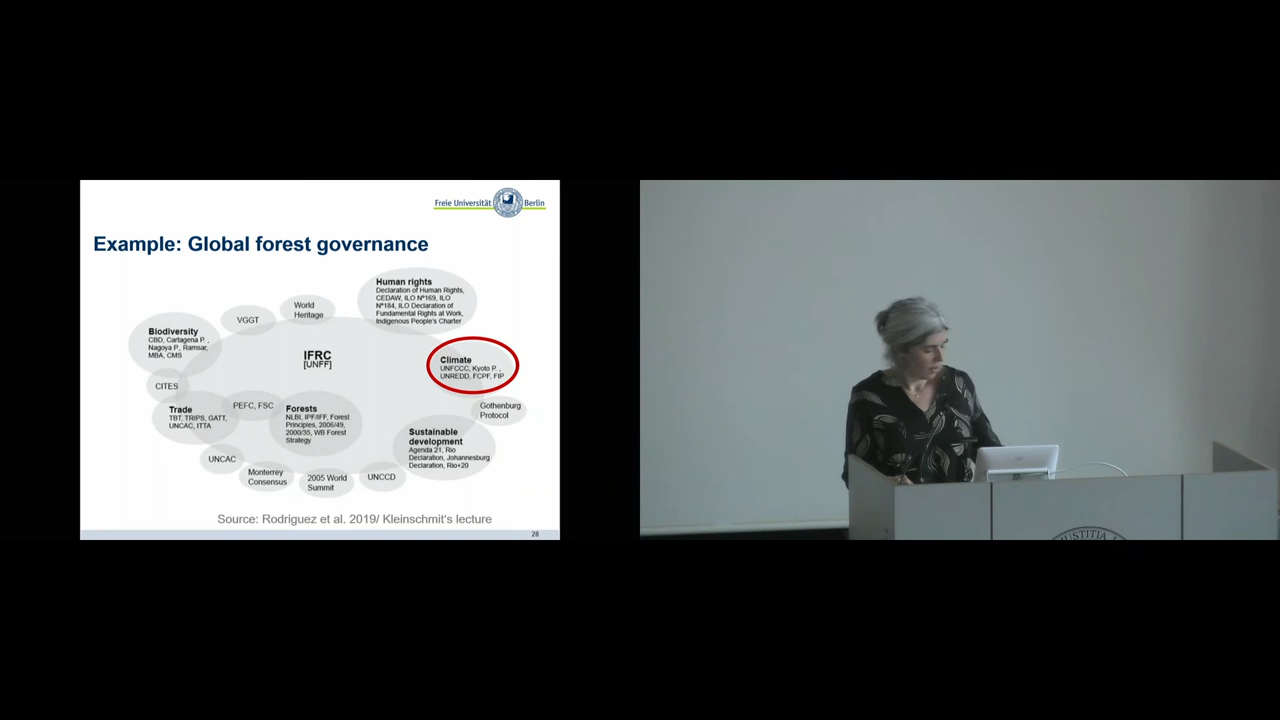 Freie Universität Berlin
Example: Global forest governance
Human rights
Declaration of Human Rights,
CEDAW, ILO Nº169, ILO
Nº184, ILO Declaration of
Fundamental Rights at Work,
Indigenous People's Charter
World
Heritage
VGGT
Biodiversity
CBD, Cartagena P. ,
Nagoya P., Ramsar,
MBA, CMS
IFRC
[UNFF]
Climate
UNFCCC, Kyoto P. ,
UNREDD, FCPF, FIP
CITES
Trade
TBT, TRIPS, GATT,
UNCAC, ITTA
PEFC, FSC
Forests
NLBI, IPF/IFF, Forest
Principles, 2006/49,
2000/35, WB Forest
Strategy
Gothenburg
Protocol
Sustainable
development
Agenda 21, Rio
Declaration, Johannesburg
Declaration, Rio+20
UNCAC
Monterrey
Consensus
2005 World
Summit
UNCCD
Source: Rodriguez et al. 2019/ Kleinschmit's lecture
28